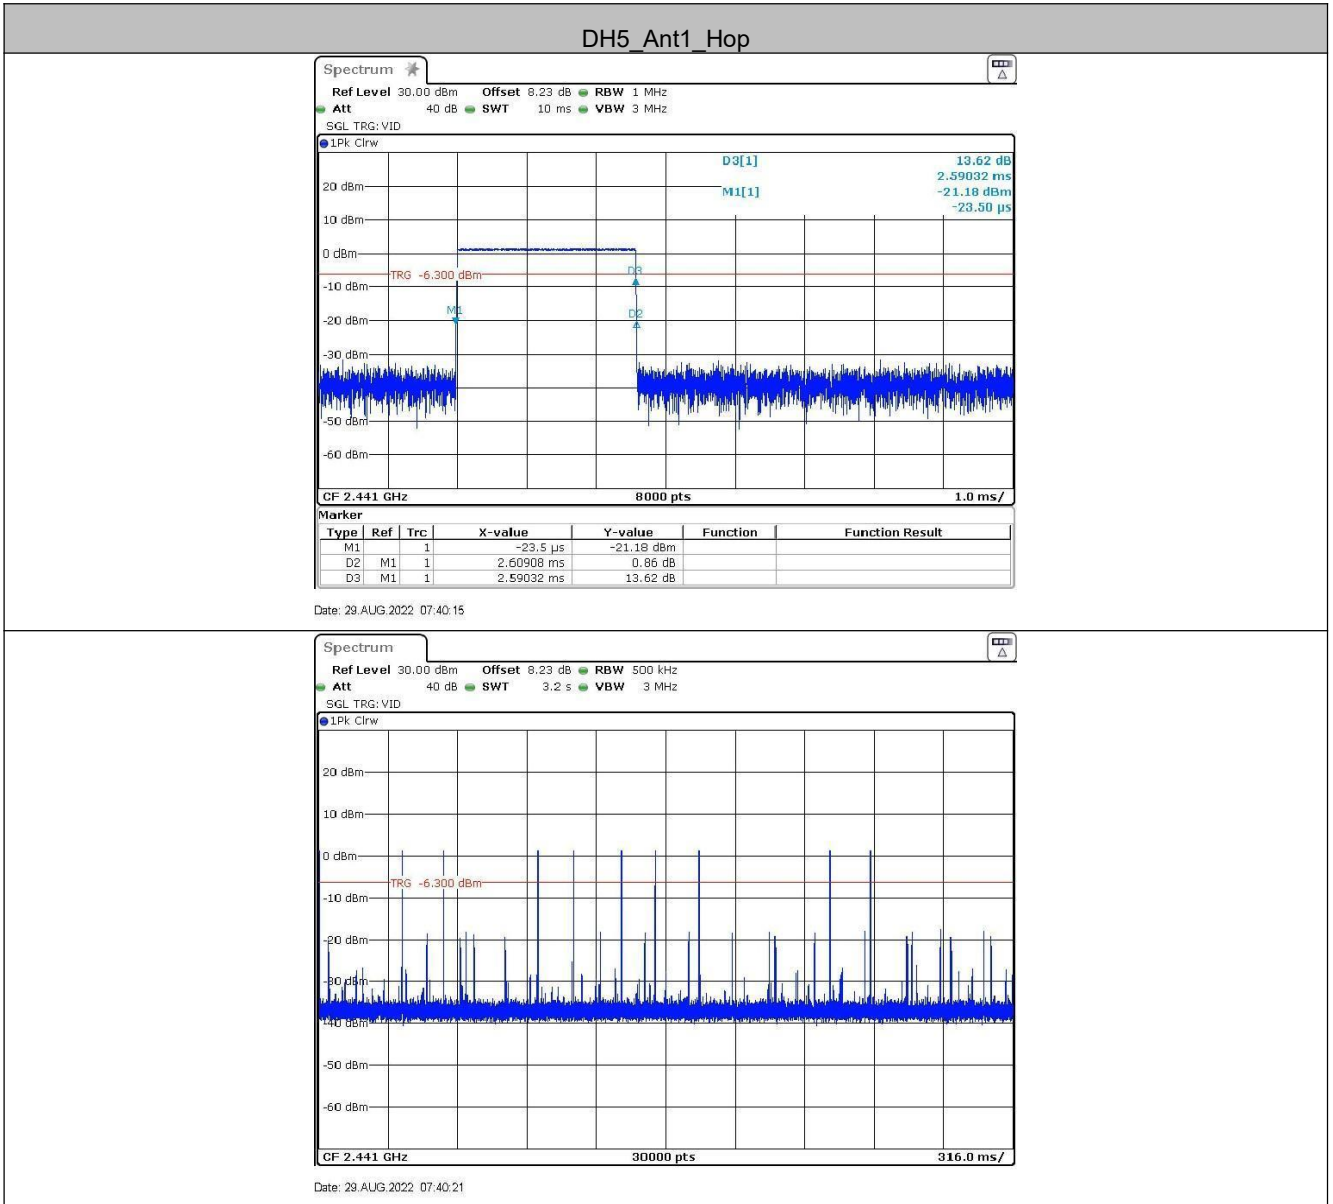 DH5_Ant1_Hop
Spectrum
Ref Level 30.00 dBm Offset 8.23 dB RBW 1 MHz
Att 40 dB SWT 10 ms VBW 3 MHz
SGL TRG: VID
1Pk Clrw
D3[1] 13.62 dB
2.59032 ms
M1[1] -21.18 dBm
-23.50 µs
20 dBm
10 dBm
0 dBm
TRG -6.300 dBm
D3
-10 dBm
M1
D2
-20 dBm
-30 dBm
-50 dBm
-60 dBm
CF 2.441 GHz 8000 pts 1.0 ms/
Marker
Type Ref Trc X-value Y-value Function Function Result
M1 1 -23.5 µs -21.18 dBm
D2 M1 1 2.60908 ms 0.86 dB
D3 M1 1 2.59032 ms 13.62 dB
Date: 29.AUG.2022 07:40:15
Spectrum
Ref Level 30.00 dBm Offset 8.23 dB RBW 500 kHz
Att 40 dB SWT 3.2 s VBW 3 MHz
SGL TRG: VID
1Pk Clrw
20 dBm
10 dBm
0 dBm
TRG -6.300 dBm
-10 dBm
-20 dBm
-30 dBm
-40 dBm
-50 dBm
-60 dBm
CF 2.441 GHz 30000 pts 316.0 ms/
Date: 29.AUG.2022 07:40:21